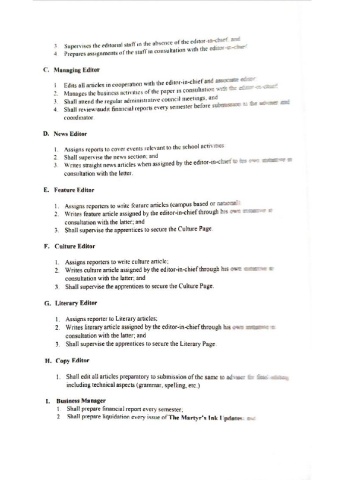 3. Supervises the editorial staff in the absence of the editor-in-chief; and
4. Prepares assignments of the staff in consultation with the editor-in-chief
C. Managing Editor
1. Edits all articles in cooperation with the editor-in-chief and associate editor;
2. Manages the business activities of the paper in consultation with the editor-in-chief
3. Shall attend the regular administrative council meetings, and
4. Shall review/audit financial reports every semester before submission to the adviser and
coordinator
D. News Editor
1. Assigns reports to cover events relevant to the school activities
2. Shall supervise the news section; and
3. Writes straight news articles when assigned by the editor-in-chief to his own initiative in
consultation with the latter.
E. Feature Editor
1. Assigns reporters to write feature articles (campus based or national);
2. Writes feature article assigned by the editor-in-chief through his own initiative in
consultation with the latter; and
3. Shall supervise the apprentices to secure the Culture Page.
F. Culture Editor
1. Assigns reporters to write culture article;
2. Writes culture article assigned by the editor-in-chief through his own initiative in
consultation with the latter; and
3. Shall supervise the apprentices to secure the Culture Page.
G. Literary Editor
1. Assigns reporter to Literary articles;
2. Writes literary article assigned by the editor-in-chief through his own initiative in
consultation with the latter; and
3. Shall supervise the apprentices to secure the Literary Page.
H. Copy Editor
1. Shall edit all articles preparatory to submission of the same to adviser for final editing,
including technical aspects (grammar, spelling, etc.)
I. Business Manager
1. Shall prepare financial report every semester;
2. Shall prepare liquidation every issue of The Martyr's Ink Updates; and